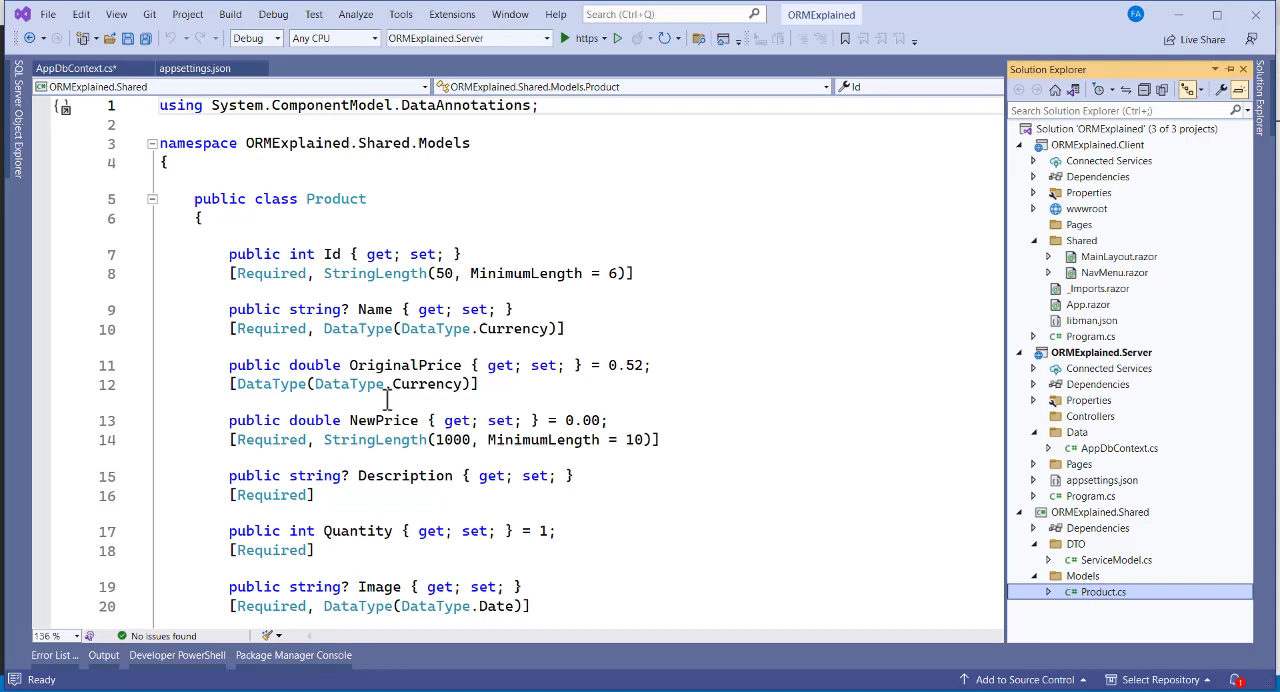 File Edit View Git Project Build Debug Test Analyze Tools Extensions Window Help Search (Ctrl+Q) ORMExplained FA
Debug Any CPU ORMExplained.Server https Live Share
SQL Server Object Explorer
AppDbContext.cs* appsettings.json
ORMExplained.Shared ORMExplained.Shared.Models.Product Id
1 using System.ComponentModel.DataAnnotations;
2
3 namespace ORMExplained.Shared.Models
4 {
5 public class Product
6 {
7 public int Id { get; set; }
8 [Required, StringLength(50, MinimumLength = 6)]
9 public string? Name { get; set; }
10 [Required, DataType(DataType.Currency)]
11 public double OriginalPrice { get; set; } = 0.52;
12 [DataType(DataType.Currency)]
13 public double NewPrice { get; set; } = 0.00;
14 [Required, StringLength(1000, MinimumLength = 10)]
15 public string? Description { get; set; }
16 [Required]
17 public int Quantity { get; set; } = 1;
18 [Required]
19 public string? Image { get; set; }
20 [Required, DataType(DataType.Date)]
136 % No issues found
Solution Explorer
Search Solution Explorer (Ctrl+;)
Solution 'ORMExplained' (3 of 3 projects)
ORMExplained.Client
Connected Services
Dependencies
Properties
wwwroot
Pages
Shared
MainLayout.razor
NavMenu.razor
_Imports.razor
App.razor
libman.json
C# Program.cs
ORMExplained.Server
Connected Services
Dependencies
Properties
Controllers
Data
C# AppDbContext.cs
Pages
appsettings.json
C# Program.cs
ORMExplained.Shared
Dependencies
DTO
C# ServiceModel.cs
Models
C# Product.cs
Solution Explorer
Error List ... Output Developer PowerShell Package Manager Console
Ready Add to Source Control Select Repository 1